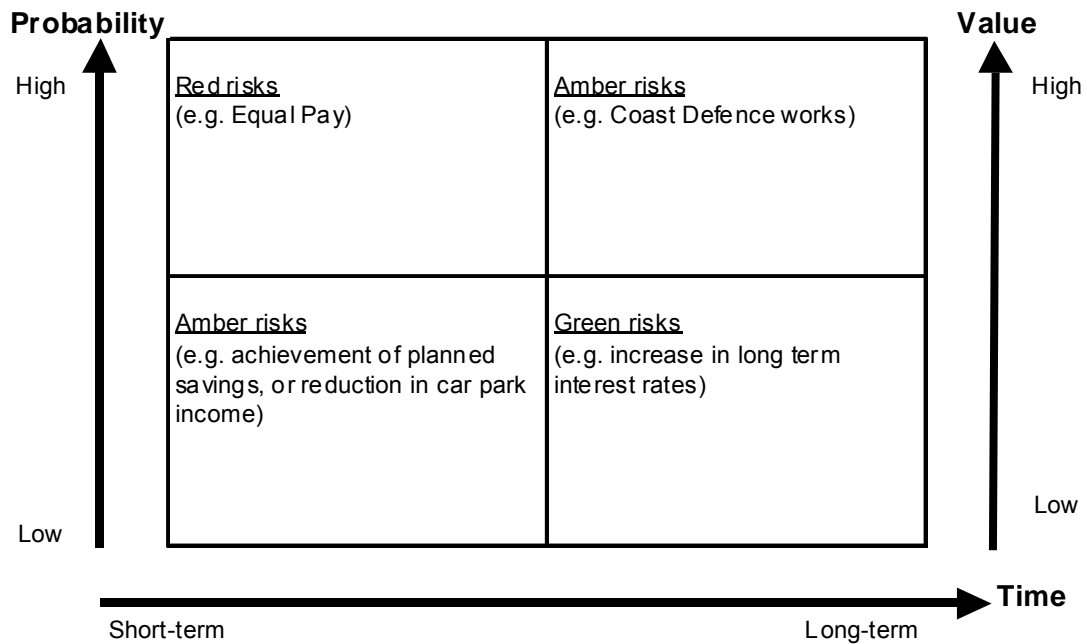 Probability
Value
High
High
Red risks
(e.g. Equal Pay)
Amber risks
(e.g. Coast Defence works)
Amber risks
(e.g. achievement of planned
savings, or reduction in car park
income)
Green risks
(e.g. increase in long term
interest rates)
Low
Low
Time
Short-term
Long-term